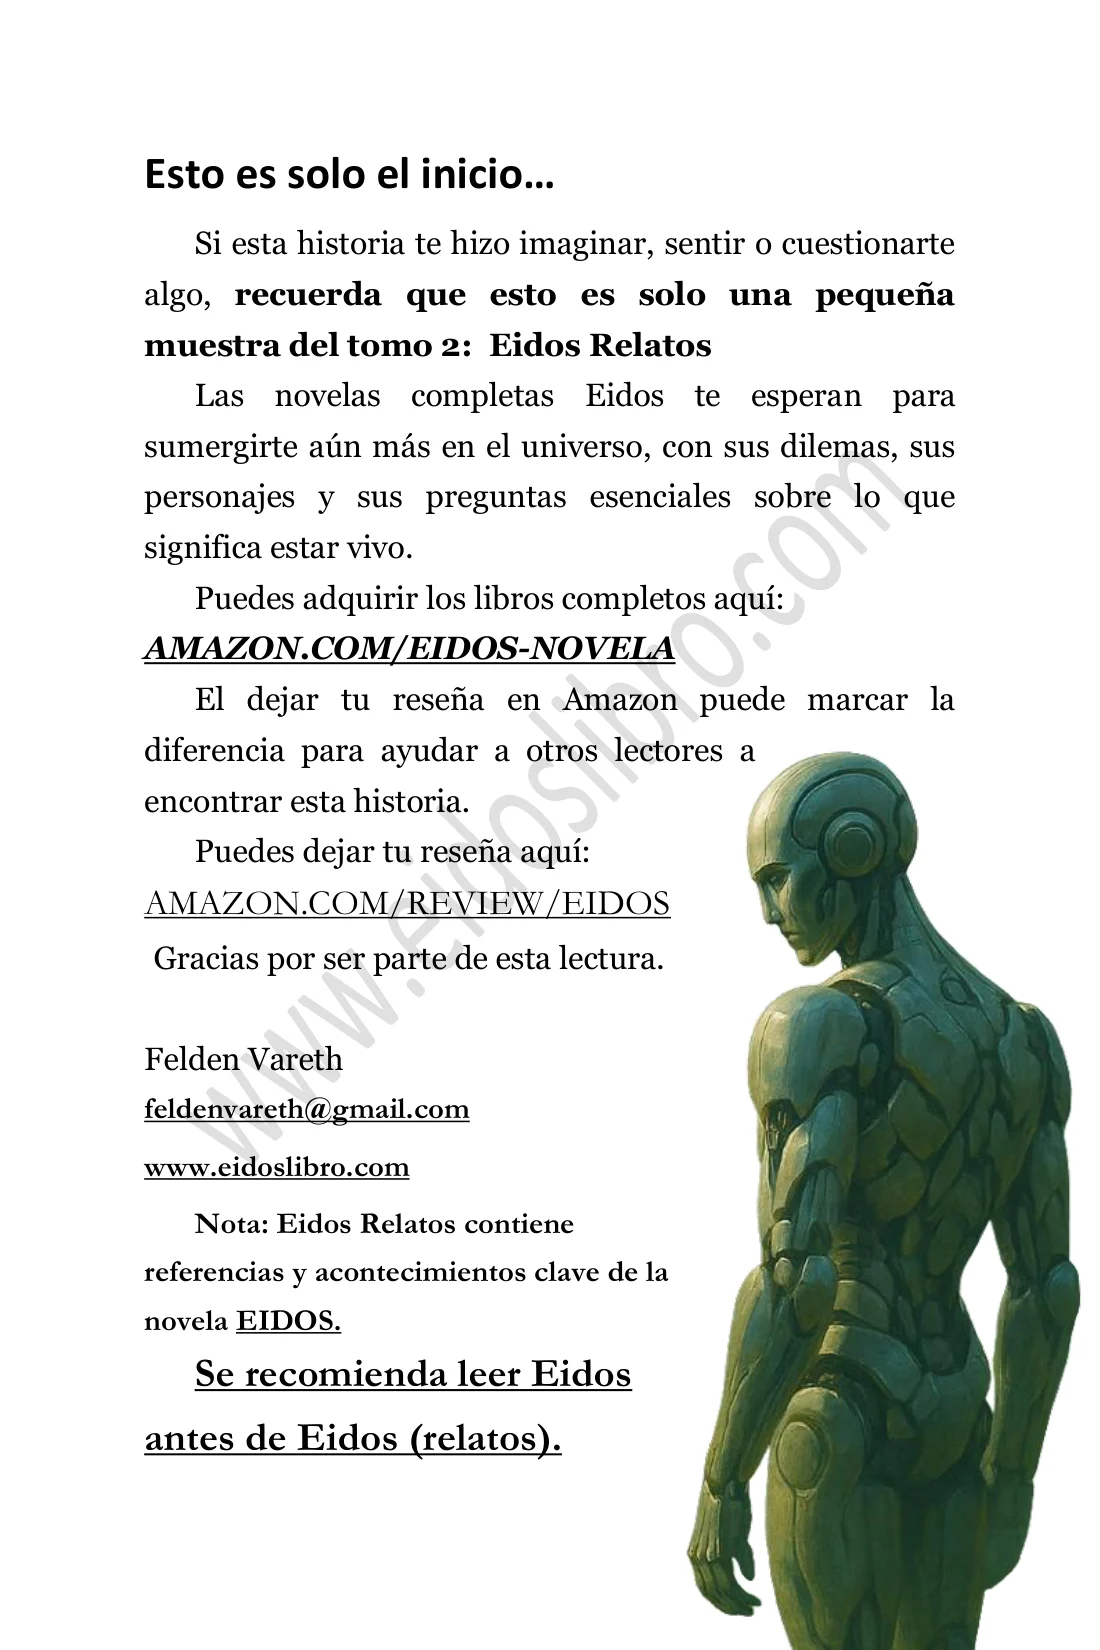 Esto es solo el inicio…
Si esta historia te hizo imaginar, sentir o cuestionarte
algo, recuerda que esto es solo una pequeña
muestra del tomo 2:  Eidos Relatos
Las novelas completas Eidos te esperan para
sumergirte aún más en el universo, con sus dilemas, sus
personajes y sus preguntas esenciales sobre lo que
significa estar vivo.
Puedes adquirir los libros completos aquí:
AMAZON.COM/EIDOS-NOVELA
El dejar tu reseña en Amazon puede marcar la
diferencia para ayudar a otros lectores a
encontrar esta historia.
Puedes dejar tu reseña aquí:
AMAZON.COM/REVIEW/EIDOS
Gracias por ser parte de esta lectura.
Felden Vareth
feldenvareth@gmail.com
www.eidoslibro.com
Nota: Eidos Relatos contiene
referencias y acontecimientos clave de la
novela EIDOS.
Se recomienda leer Eidos
antes de Eidos (relatos).
www.eidoslibro.com